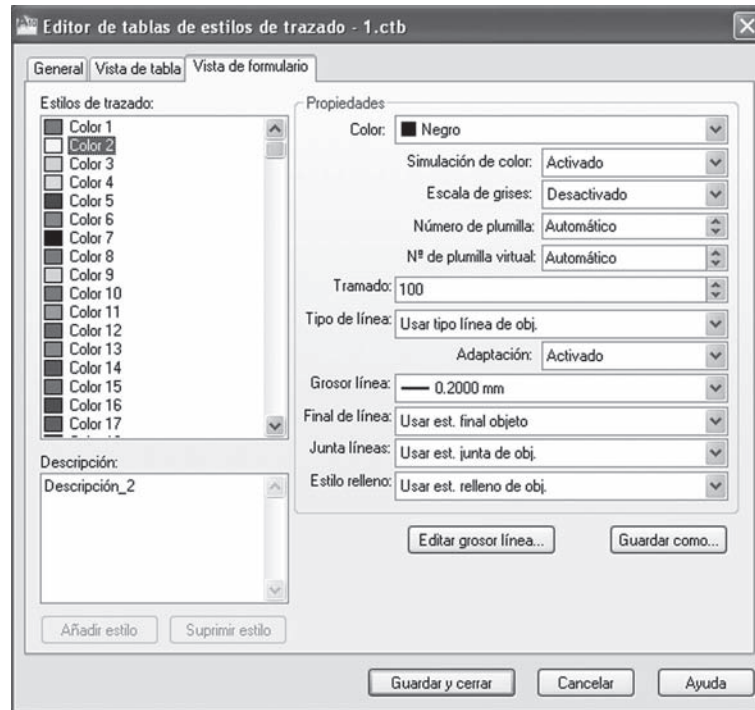 Editor de tablas de estilos de trazado - 1.ctb
General
Vista de tabla
Vista de formulario
Estilos de trazado:
Color 1
Color 2
Color 3
Color 4
Color 5
Color 6
Color 7
Color 8
Color 9
Color 10
Color 11
Color 12
Color 13
Color 14
Color 15
Color 16
Color 17
Descripción:
Descripción_2
Añadir estilo
Suprimir estilo
Propiedades
Color: Negro
Simulación de color: Activado
Escala de grises: Desactivado
Número de plumilla: Automático
Nº de plumilla virtual: Automático
Tramado: 100
Tipo de línea: Usar tipo línea de obj.
Adaptación: Activado
Grosor línea: 0.2000 mm
Final de línea: Usar est. final objeto
Junta líneas: Usar est. junta de obj.
Estilo relleno: Usar est. relleno de obj.
Editar grosor línea...
Guardar como...
Guardar y cerrar
Cancelar
Ayuda